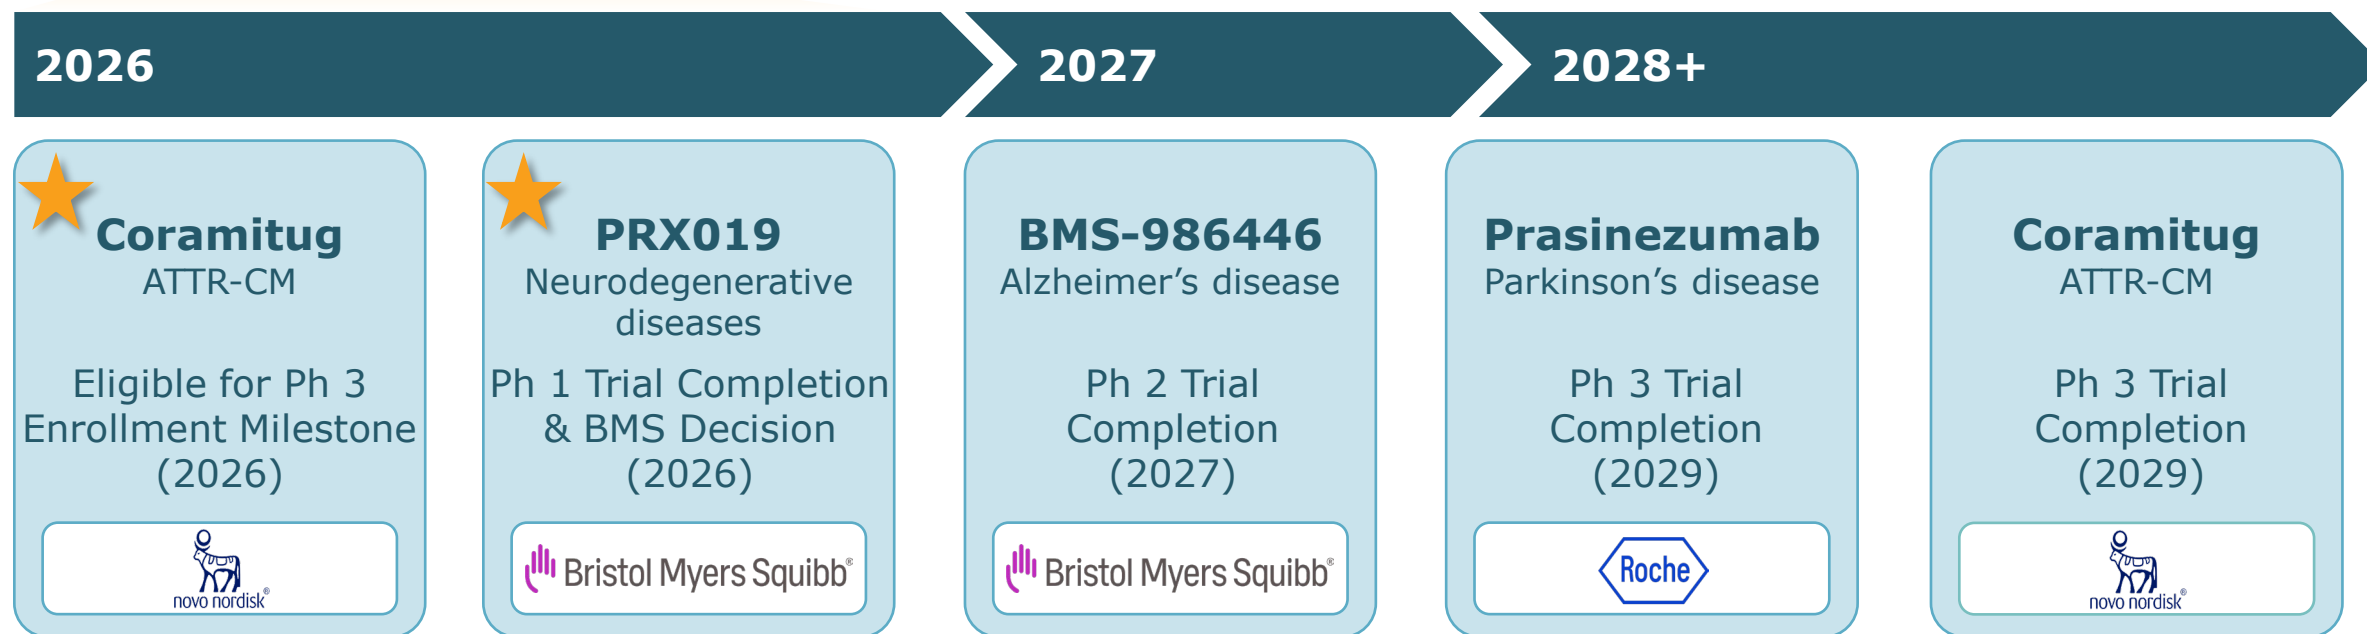 2026
2027
2028+
Coramitug
ATTR-CM
Eligible for Ph 3
Enrollment Milestone
(2026)
novo nordisk®
PRX019
Neurodegenerative
diseases
Ph 1 Trial Completion
& BMS Decision
(2026)
Bristol Myers Squibb®
BMS-986446
Alzheimer’s disease
Ph 2 Trial
Completion
(2027)
Bristol Myers Squibb®
Prasinezumab
Parkinson’s disease
Ph 3 Trial
Completion
(2029)
Roche
Coramitug
ATTR-CM
Ph 3 Trial
Completion
(2029)
novo nordisk®